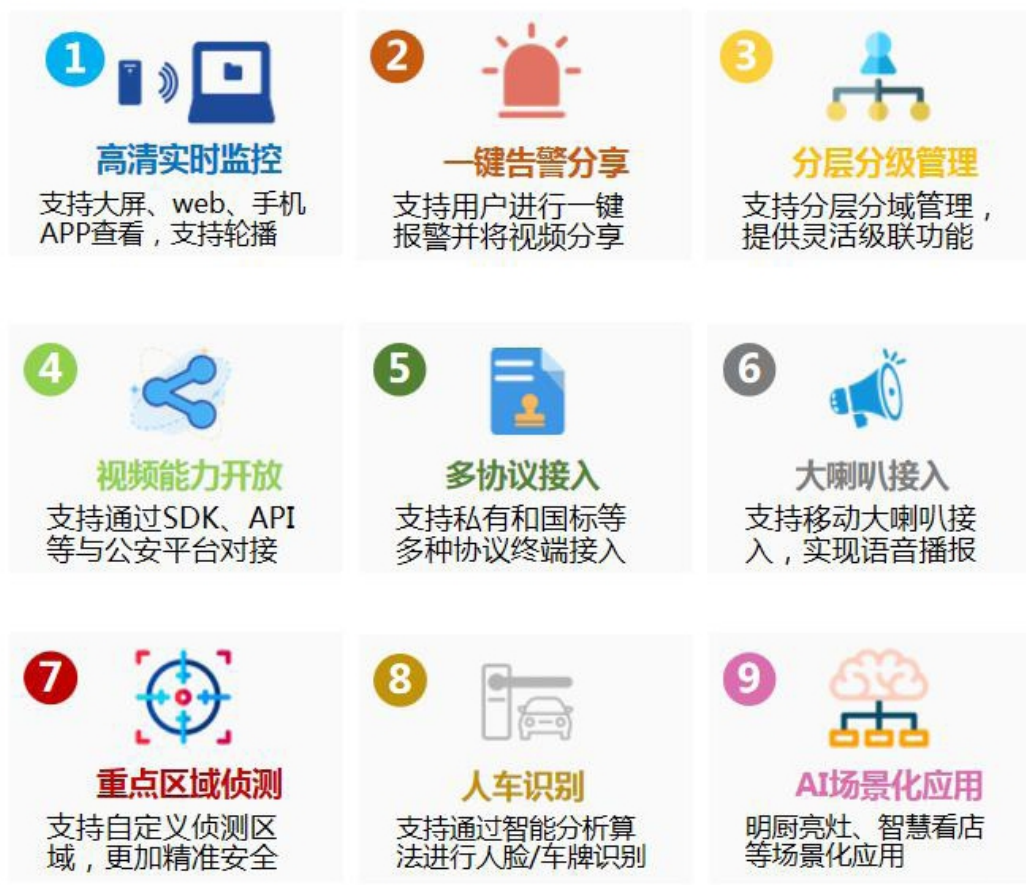 1
高清实时监控
支持大屏、web、手机
APP查看，支持轮播
2
一键告警分享
支持用户进行一键
报警并将视频分享
3
分层分级管理
支持分层分域管理，
提供灵活级联功能
4
视频能力开放
支持通过SDK、API
等与公安平台对接
5
多协议接入
支持私有和国标等
多种协议终端接入
6
大喇叭接入
支持移动大喇叭接
入，实现语音播报
7
重点区域侦测
支持自定义侦测区
域，更加精准安全
8
人车识别
支持通过智能分析算
法进行人脸/车牌识别
9
AI场景化应用
明厨亮灶、智慧看店
等场景化应用